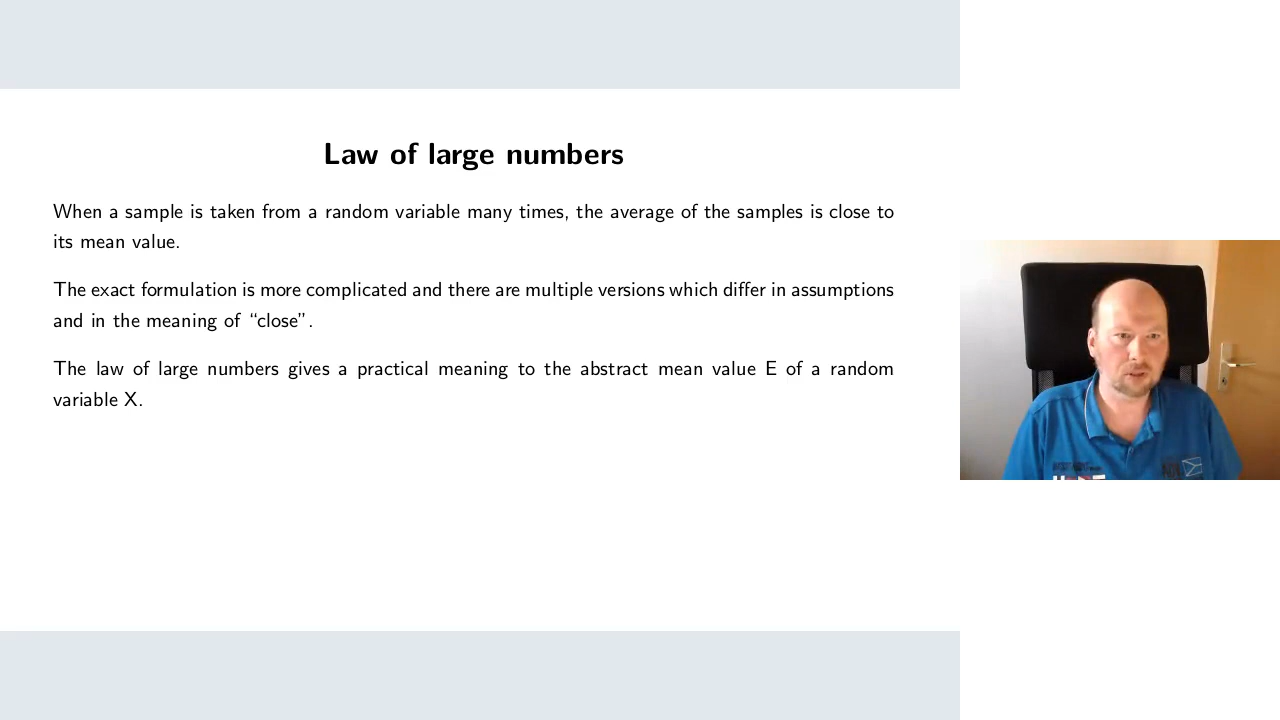 Law of large numbers
When a sample is taken from a random variable many times, the average of the samples is close to
its mean value.
The exact formulation is more complicated and there are multiple versions which differ in assumptions
and in the meaning of “close”.
The law of large numbers gives a practical meaning to the abstract mean value E of a random
variable X.